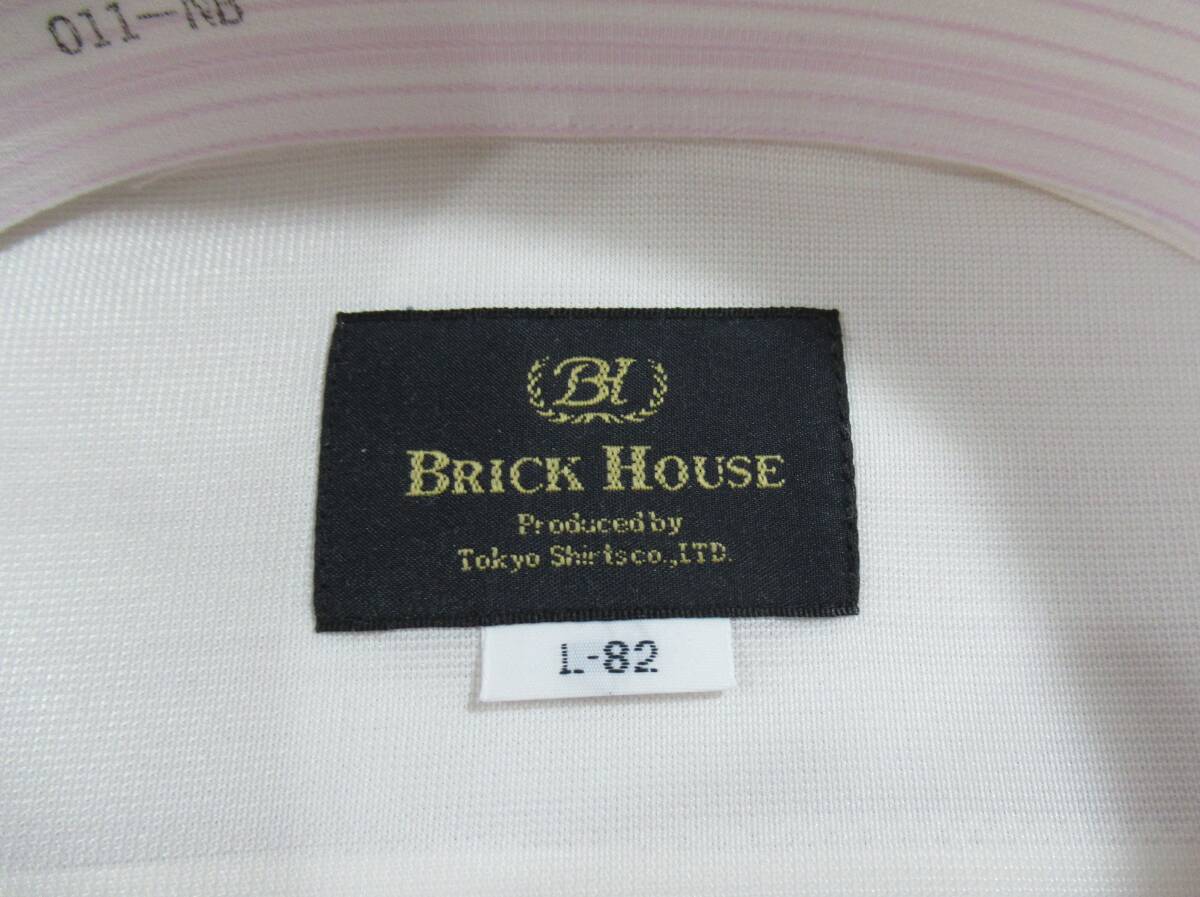 011-NB
BH
BRICK HOUSE
Produced by
Tokyo Shirts co.,LTD.
L-82